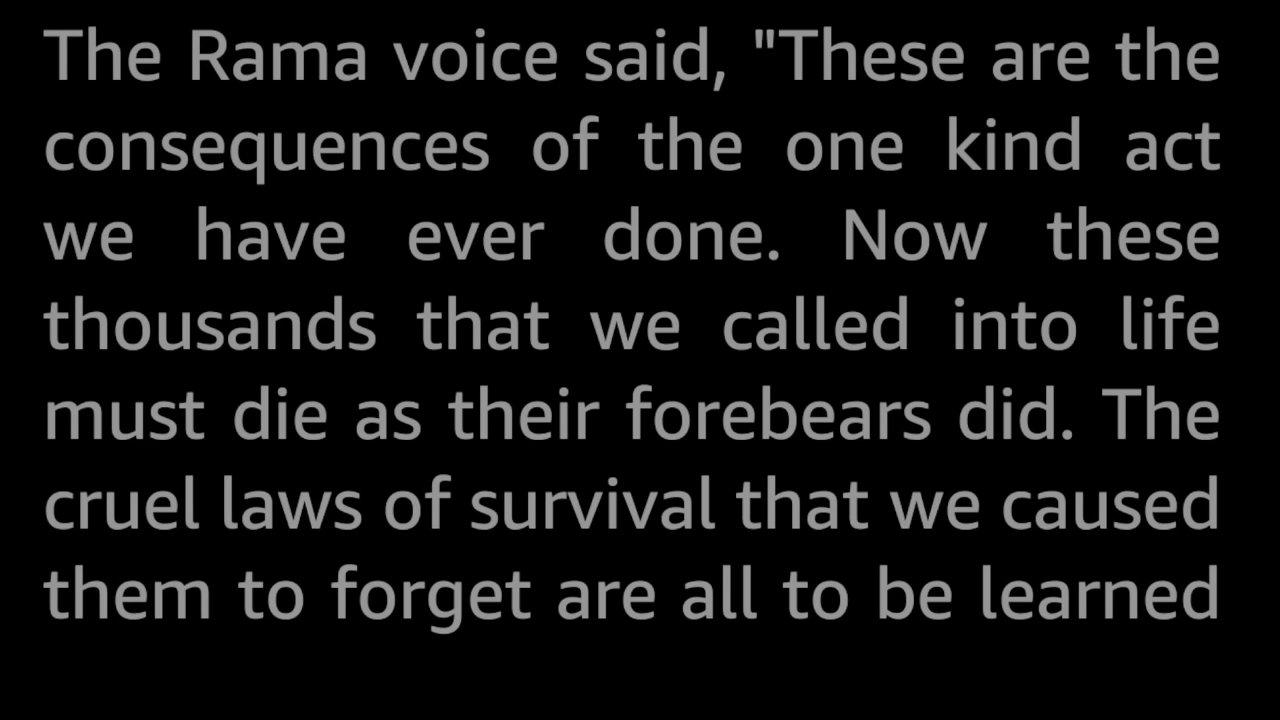 The Rama voice said, "These are the
consequences of the one kind act
we have ever done. Now these
thousands that we called into life
must die as their forebears did. The
cruel laws of survival that we caused
them to forget are all to be learned